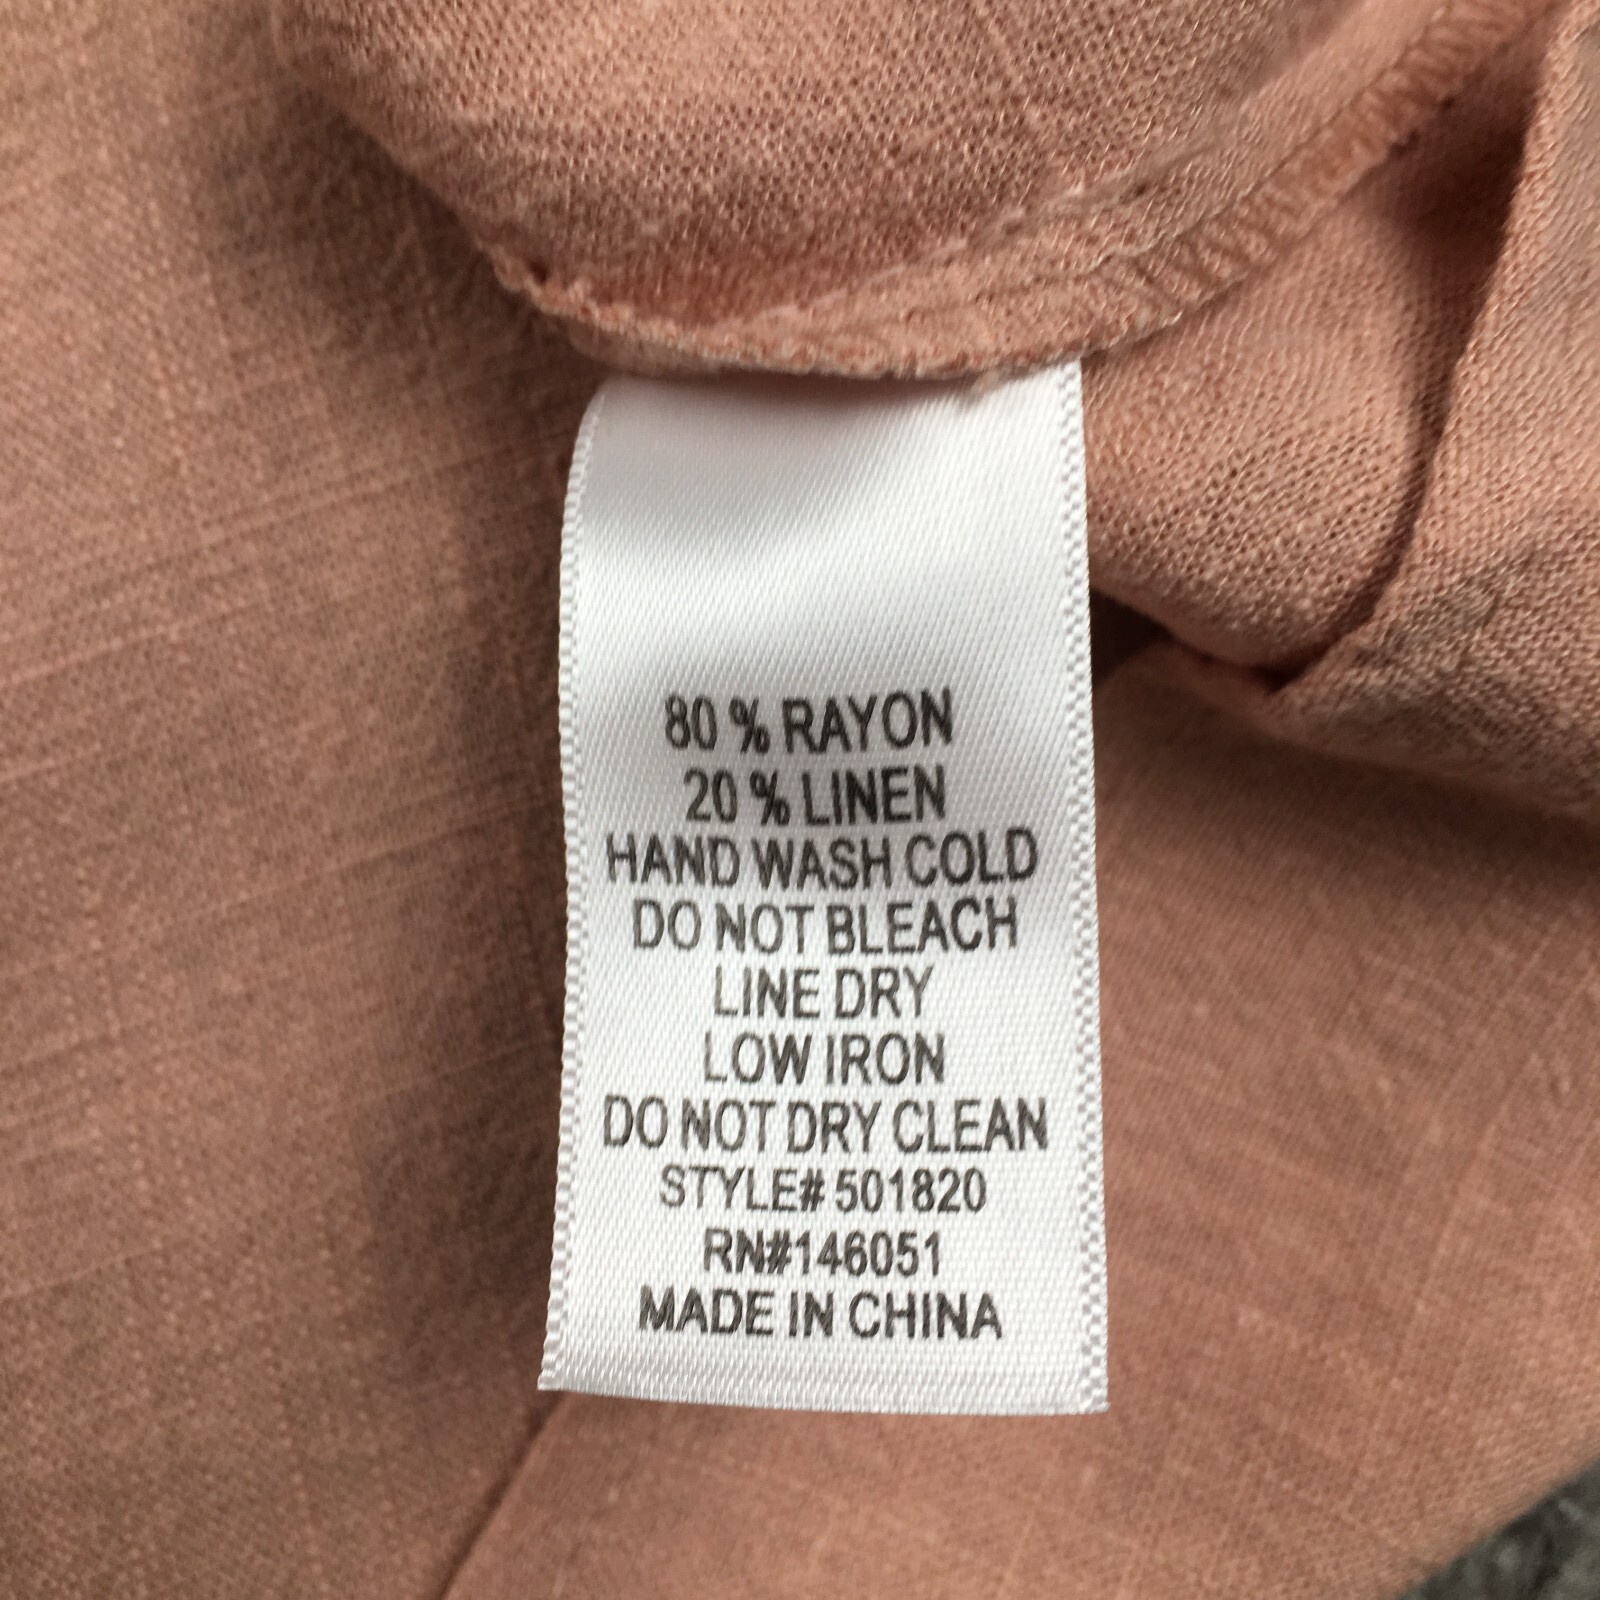 80 % RAYON
20 % LINEN
HAND WASH COLD
DO NOT BLEACH
LINE DRY
LOW IRON
DO NOT DRY CLEAN
STYLE# 501820
RN#146051
MADE IN CHINA